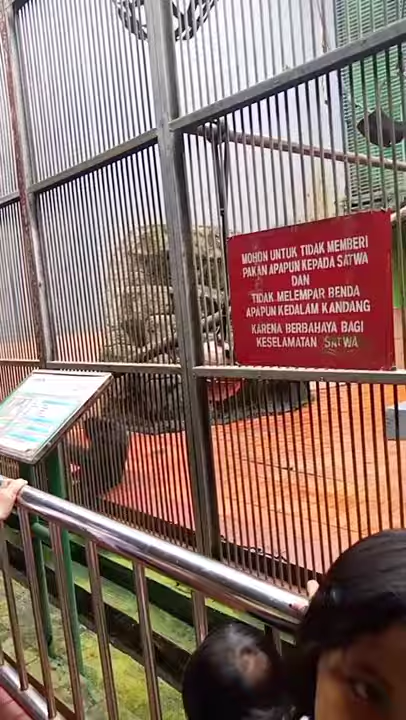 MOHON UNTUK TIDAK MEMBERI
PAKAN APAPUN KEPADA SATWA
DAN
TIDAK MELEMPAR BENDA
APAPUN KEDALAM KANDANG
KARENA BERBAHAYA BAGI
KESELAMATAN SATWA